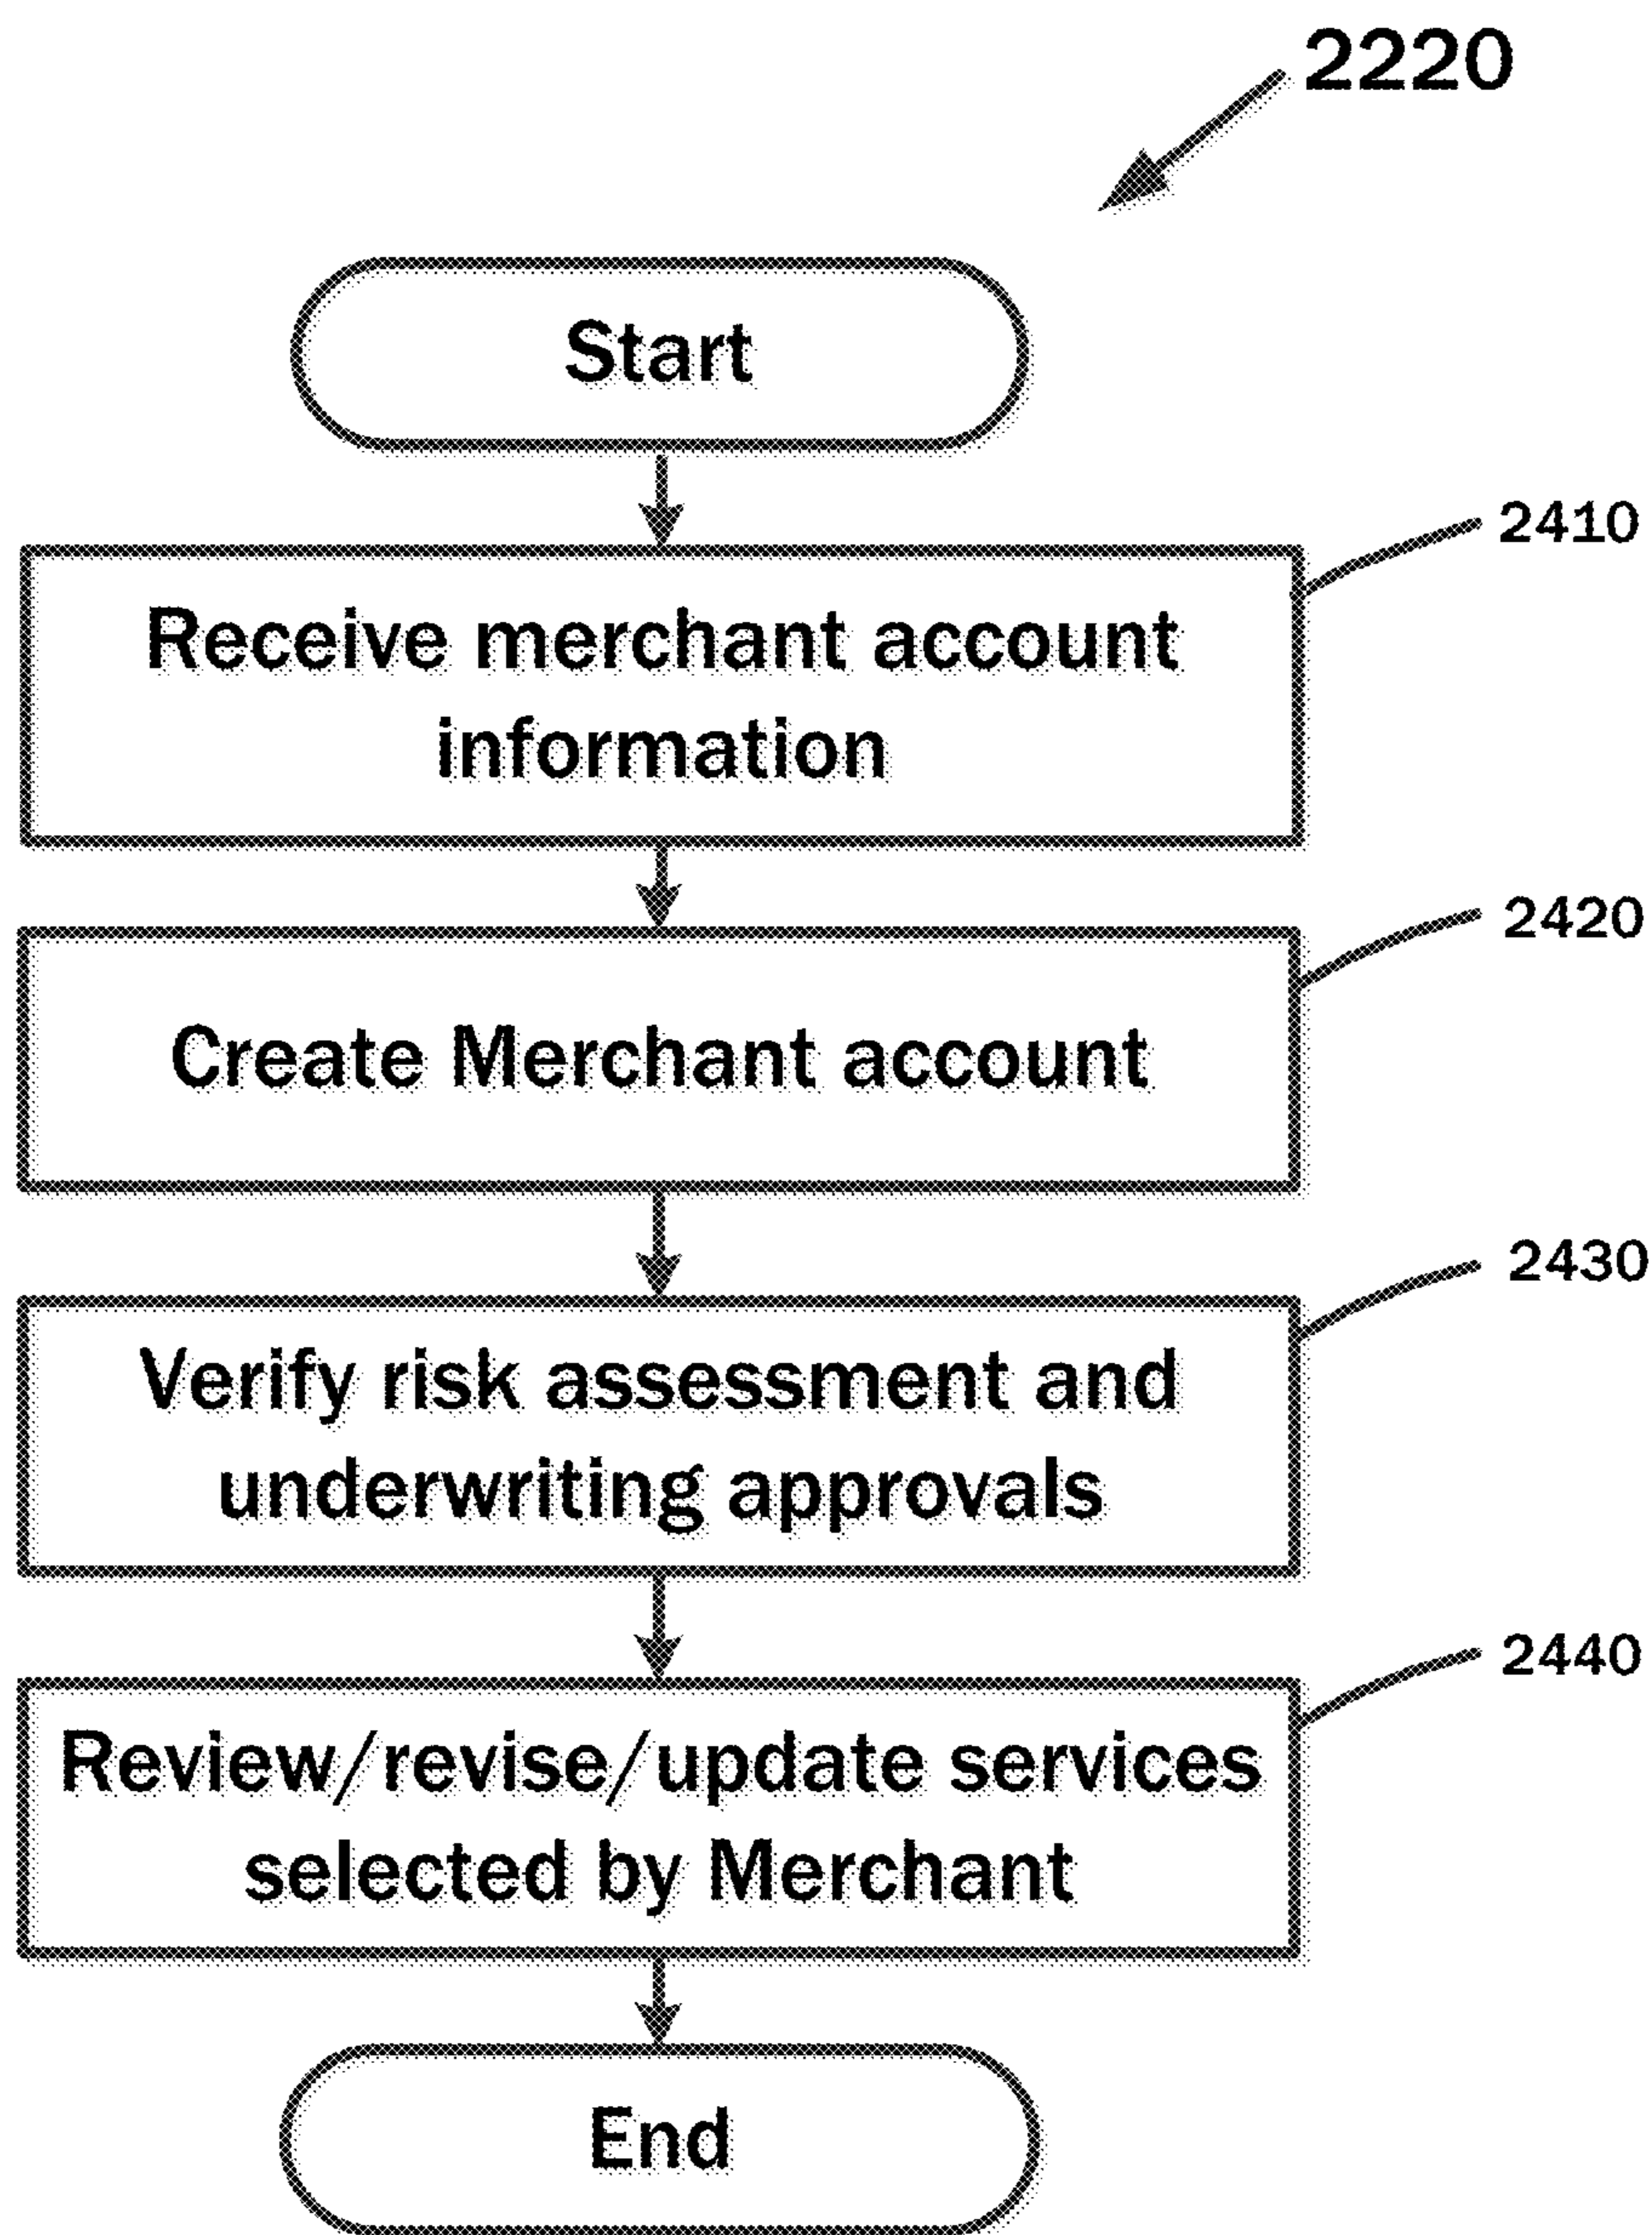 2220
Start
2410
Receive merchant account
information
2420
Create Merchant account
2430
Verify risk assessment and
underwriting approvals
2440
Review/revise/update services
selected by Merchant
End